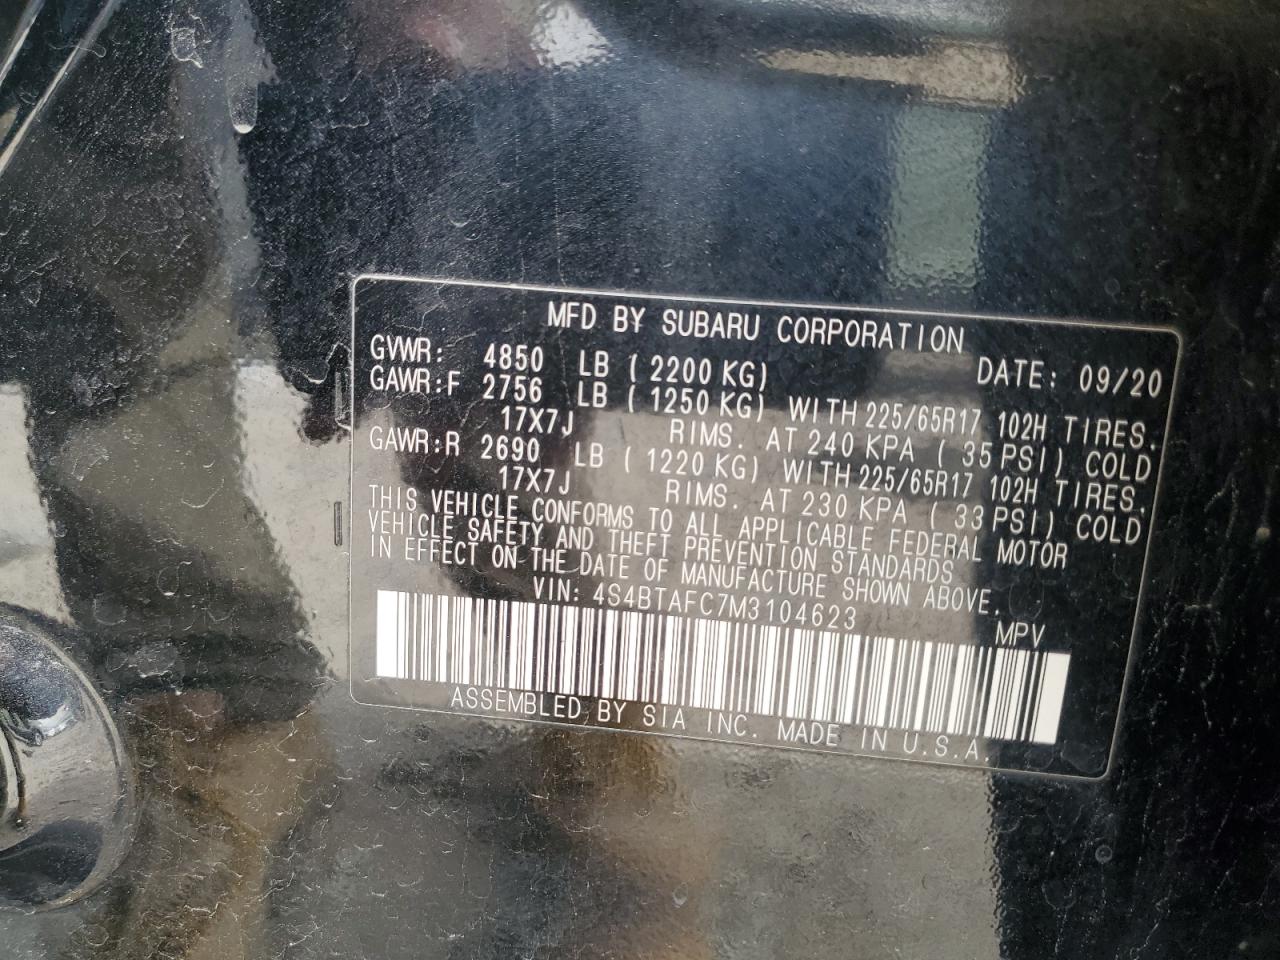 MFD BY SUBARU CORPORATION
GVWR: 4850 LB ( 2200 KG) DATE: 09/20
GAWR:F 2756 LB ( 1250 KG) WITH 225/65R17 102H TIRES.
17X7J RIMS. AT 240 KPA ( 35 PSI) COLD
GAWR:R 2690 LB ( 1220 KG) WITH 225/65R17 102H TIRES.
17X7J RIMS. AT 230 KPA ( 33 PSI) COLD
THIS VEHICLE CONFORMS TO ALL APPLICABLE FEDERAL MOTOR
VEHICLE SAFETY AND THEFT PREVENTION STANDARDS
IN EFFECT ON THE DATE OF MANUFACTURE SHOWN ABOVE.
VIN: 4S4BTAFC7M3104623 MPV
ASSEMBLED BY SIA INC. MADE IN U.S.A.